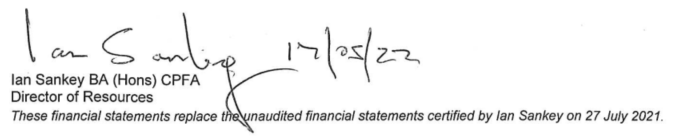 Ian Sankey 17/05/22
Ian Sankey BA (Hons) CPFA
Director of Resources
These financial statements replace the unaudited financial statements certified by Ian Sankey on 27 July 2021.